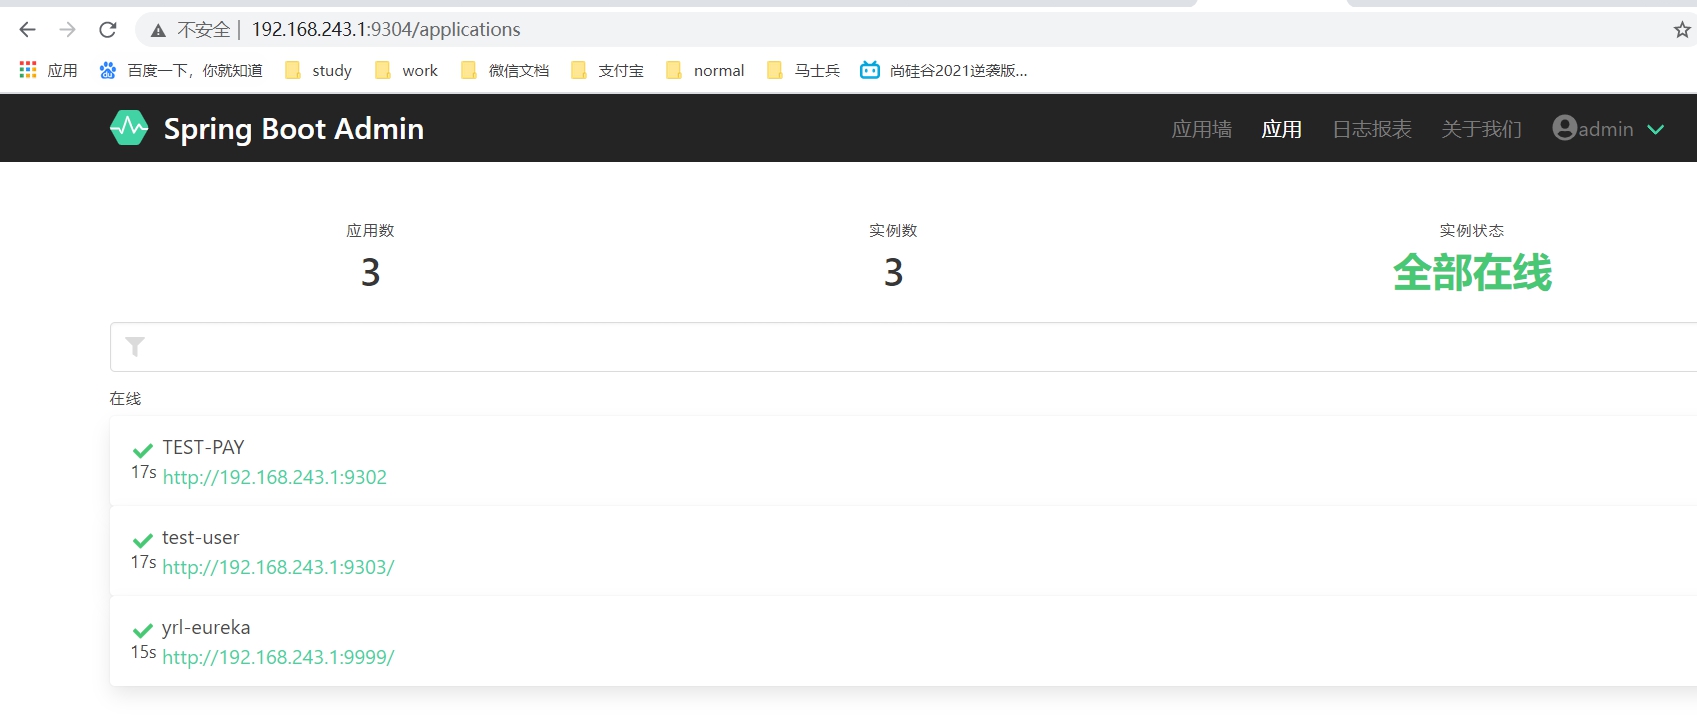 不安全 | 192.168.243.1:9304/applications
应用 百度一下，你就知道 study work 微信文档 支付宝 normal 马士兵 尚硅谷2021逆袭版...
Spring Boot Admin 应用墙 应用 日志报表 关于我们 admin
应用数 实例数 实例状态
3 3 全部在线
在线
TEST-PAY
17s http://192.168.243.1:9302
test-user
17s http://192.168.243.1:9303/
yrl-eureka
15s http://192.168.243.1:9999/